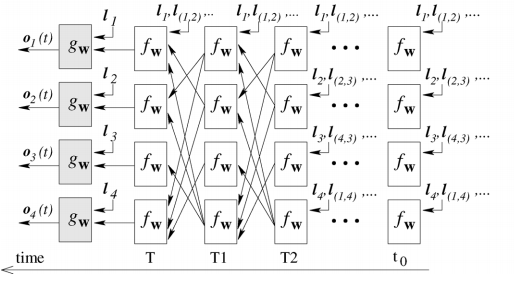 l1 l1,l(1,2),.. l1,l(1,2),... l1,l(1,2),... l1,l(1,2),...
o1(t) gw fw fw fw ... fw
l2 l2,l(2,3),... l2,l(2,3),...
o2(t) gw fw fw fw ... fw
l3 l3,l(4,3),... l3,l(4,3),...
o3(t) gw fw fw fw ... fw
l4 l4,l(1,4),... l4,l(1,4),...
o4(t) gw fw fw fw ... fw
time T T1 T2 t0